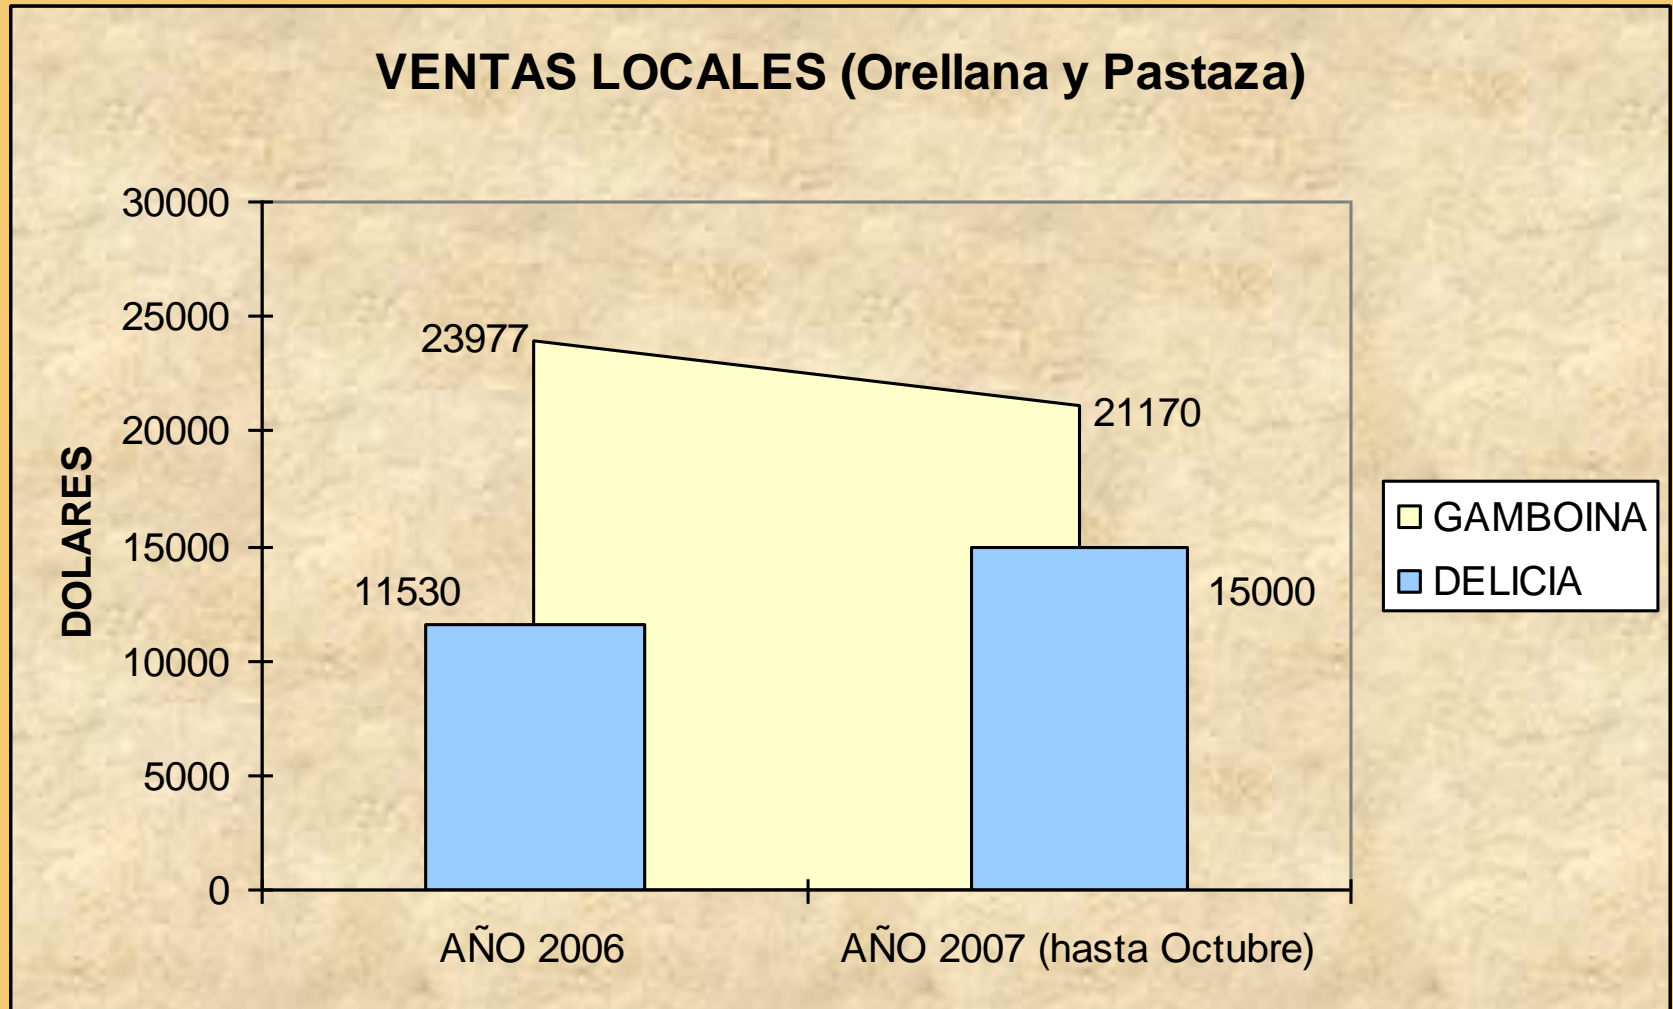 VENTAS LOCALES (Orellana y Pastaza)
30000
25000
20000
15000
10000
5000
0
DOLARES
23977
21170
11530
15000
AÑO 2006
AÑO 2007 (hasta Octubre)
GAMBOINA
DELICIA